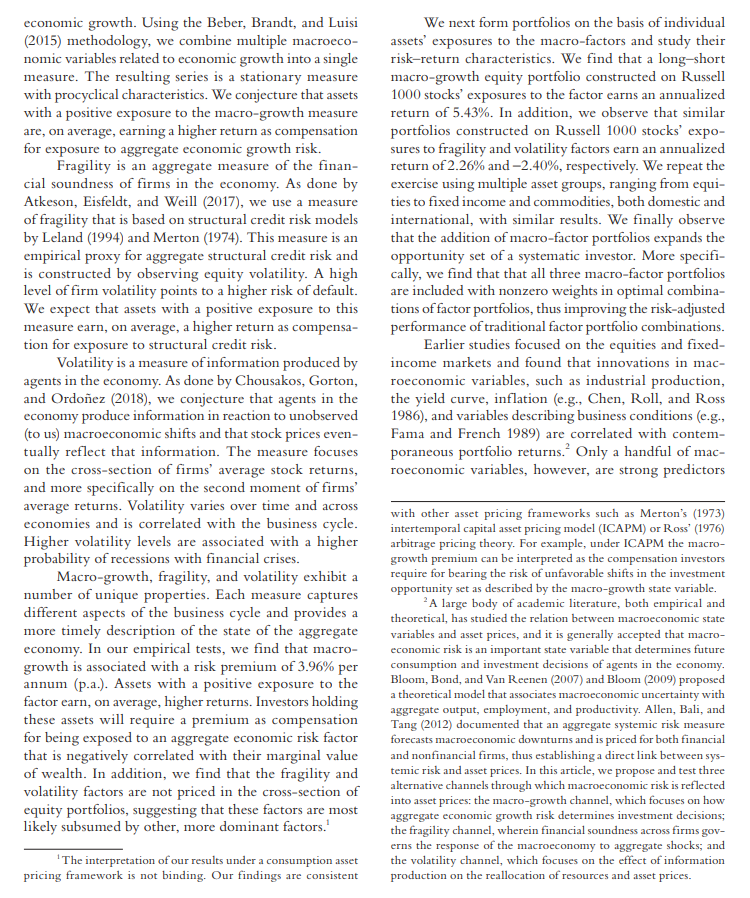 economic growth. Using the Beber, Brandt, and Luisi
(2015) methodology, we combine multiple macroeco-
nomic variables related to economic growth into a single
measure. The resulting series is a stationary measure
with procyclical characteristics. We conjecture that assets
with a positive exposure to the macro-growth measure
are, on average, earning a higher return as compensation
for exposure to aggregate economic growth risk.
Fragility is an aggregate measure of the finan-
cial soundness of firms in the economy. As done by
Atkeson, Eisfeldt, and Weill (2017), we use a measure
of fragility that is based on structural credit risk models
by Leland (1994) and Merton (1974). This measure is an
empirical proxy for aggregate structural credit risk and
is constructed by observing equity volatility. A high
level of firm volatility points to a higher risk of default.
We expect that assets with a positive exposure to this
measure earn, on average, a higher return as compensa-
tion for exposure to structural credit risk.
Volatility is a measure of information produced by
agents in the economy. As done by Chousakos, Gorton,
and Ordoñez (2018), we conjecture that agents in the
economy produce information in reaction to unobserved
(to us) macroeconomic shifts and that stock prices even-
tually reflect that information. The measure focuses
on the cross-section of firms' average stock returns,
and more specifically on the second moment of firms'
average returns. Volatility varies over time and across
economies and is correlated with the business cycle.
Higher volatility levels are associated with a higher
probability of recessions with financial crises.
Macro-growth, fragility, and volatility exhibit a
number of unique properties. Each measure captures
different aspects of the business cycle and provides a
more timely description of the state of the aggregate
economy. In our empirical tests, we find that macro-
growth is associated with a risk premium of 3.96% per
annum (p.a.). Assets with a positive exposure to the
factor earn, on average, higher returns. Investors holding
these assets will require a premium as compensation
for being exposed to an aggregate economic risk factor
that is negatively correlated with their marginal value
of wealth. In addition, we find that the fragility and
volatility factors are not priced in the cross-section of
equity portfolios, suggesting that these factors are most
likely subsumed by other, more dominant factors.¹
¹The interpretation of our results under a consumption asset
pricing framework is not binding. Our findings are consistent
We next form portfolios on the basis of individual
assets' exposures to the macro-factors and study their
risk–return characteristics. We find that a long–short
macro-growth equity portfolio constructed on Russell
1000 stocks' exposures to the factor earns an annualized
return of 5.43%. In addition, we observe that similar
portfolios constructed on Russell 1000 stocks' expo-
sures to fragility and volatility factors earn an annualized
return of 2.26% and −2.40%, respectively. We repeat the
exercise using multiple asset groups, ranging from equi-
ties to fixed income and commodities, both domestic and
international, with similar results. We finally observe
that the addition of macro-factor portfolios expands the
opportunity set of a systematic investor. More specifi-
cally, we find that that all three macro-factor portfolios
are included with nonzero weights in optimal combina-
tions of factor portfolios, thus improving the risk-adjusted
performance of traditional factor portfolio combinations.
Earlier studies focused on the equities and fixed-
income markets and found that innovations in mac-
roeconomic variables, such as industrial production,
the yield curve, inflation (e.g., Chen, Roll, and Ross
1986), and variables describing business conditions (e.g.,
Fama and French 1989) are correlated with contem-
poraneous portfolio returns.² Only a handful of mac-
roeconomic variables, however, are strong predictors
with other asset pricing frameworks such as Merton's (1973)
intertemporal capital asset pricing model (ICAPM) or Ross' (1976)
arbitrage pricing theory. For example, under ICAPM the macro-
growth premium can be interpreted as the compensation investors
require for bearing the risk of unfavorable shifts in the investment
opportunity set as described by the macro-growth state variable.
²A large body of academic literature, both empirical and
theoretical, has studied the relation between macroeconomic state
variables and asset prices, and it is generally accepted that macro-
economic risk is an important state variable that determines future
consumption and investment decisions of agents in the economy.
Bloom, Bond, and Van Reenen (2007) and Bloom (2009) proposed
a theoretical model that associates macroeconomic uncertainty with
aggregate output, employment, and productivity. Allen, Bali, and
Tang (2012) documented that an aggregate systemic risk measure
forecasts macroeconomic downturns and is priced for both financial
and nonfinancial firms, thus establishing a direct link between sys-
temic risk and asset prices. In this article, we propose and test three
alternative channels through which macroeconomic risk is reflected
into asset prices: the macro-growth channel, which focuses on how
aggregate economic growth risk determines investment decisions;
the fragility channel, wherein financial soundness across firms gov-
erns the response of the macroeconomy to aggregate shocks; and
the volatility channel, which focuses on the effect of information
production on the reallocation of resources and asset prices.